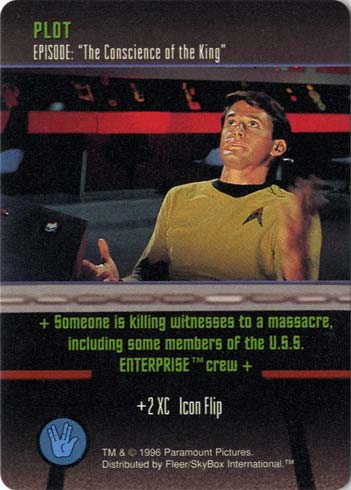 PLOT
EPISODE: "The Conscience of the King"
+ Someone is killing witnesses to a massacre,
including some members of the U.S.S.
ENTERPRISE™ crew +
+2 XC Icon Flip
TM & © 1996 Paramount Pictures.
Distributed by Fleer/SkyBox International.™